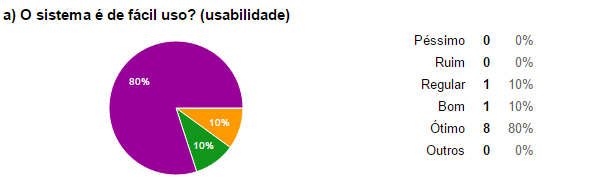 a) O sistema é de fácil uso? (usabilidade)
80%
10%
10%
Péssimo 0 0%
Ruim 0 0%
Regular 1 10%
Bom 1 10%
Ótimo 8 80%
Outros 0 0%